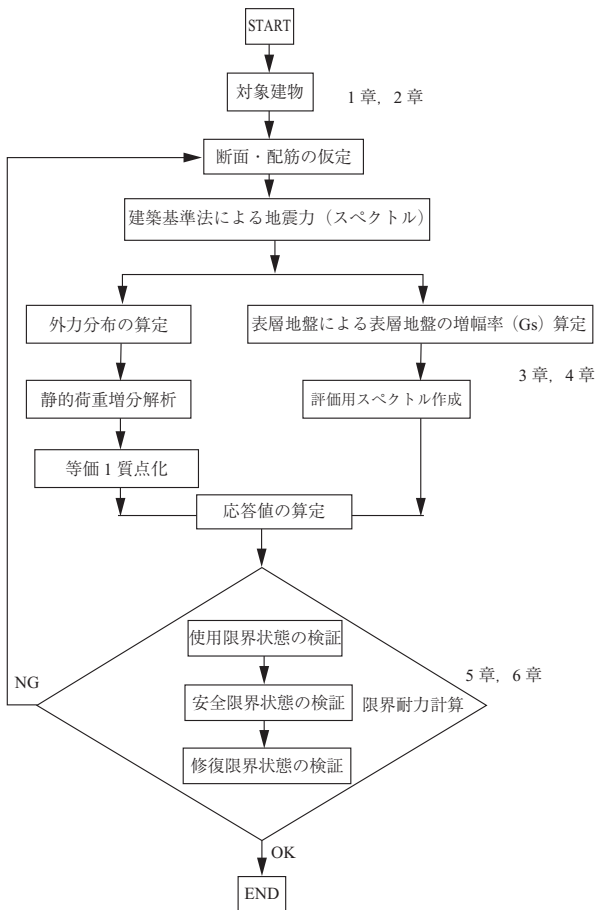 START
対象建物
1 章，2 章
断面・配筋の仮定
建築基準法による地震力（スペクトル）
外力分布の算定
表層地盤による表層地盤の増幅率（Gs）算定
3 章，4 章
静的荷重増分解析
評価用スペクトル作成
等価 1 質点化
応答値の算定
使用限界状態の検証
NG
5 章，6 章
安全限界状態の検証
限界耐力計算
修復限界状態の検証
OK
END